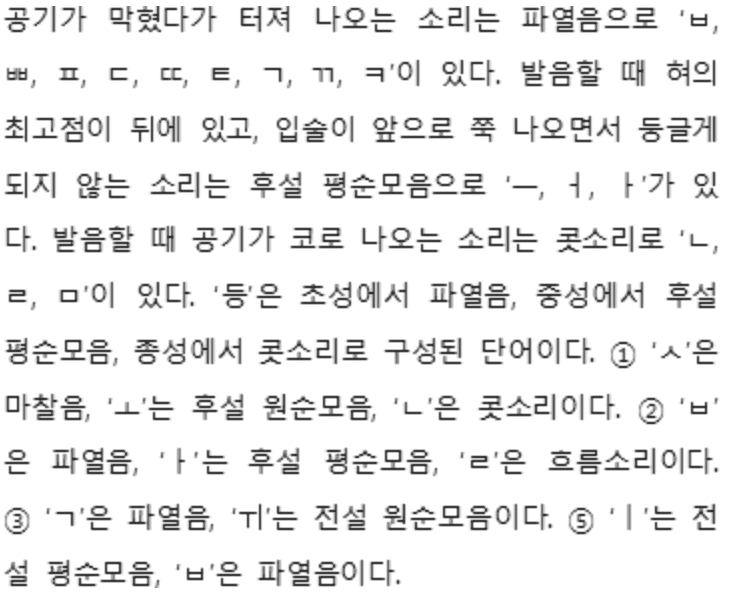 공기가 막혔다가 터져 나오는 소리는 파열음으로 ‘ㅂ,
ㅃ, ㅍ, ㄷ, ㄸ, ㅌ, ㄱ, ㄲ, ㅋ’이 있다. 발음할 때 혀의
최고점이 뒤에 있고, 입술이 앞으로 쭉 나오면서 둥글게
되지 않는 소리는 후설 평순모음으로 ‘ㅡ, ㅓ, ㅏ’가 있
다. 발음할 때 공기가 코로 나오는 소리는 콧소리로 ‘ㄴ,
ㄹ, ㅁ’이 있다. ‘등’은 초성에서 파열음, 중성에서 후설
평순모음, 종성에서 콧소리로 구성된 단어이다. ① ‘ㅅ’은
마찰음, ‘ㅗ’는 후설 원순모음, ‘ㄴ’은 콧소리이다. ② ‘ㅂ’
은 파열음, ‘ㅏ’는 후설 평순모음, ‘ㄹ’은 흐름소리이다.
③ ‘ㄱ’은 파열음, ‘ㅟ’는 전설 원순모음이다. ⑤ ‘ㅣ’는 전
설 평순모음, ‘ㅂ’은 파열음이다.